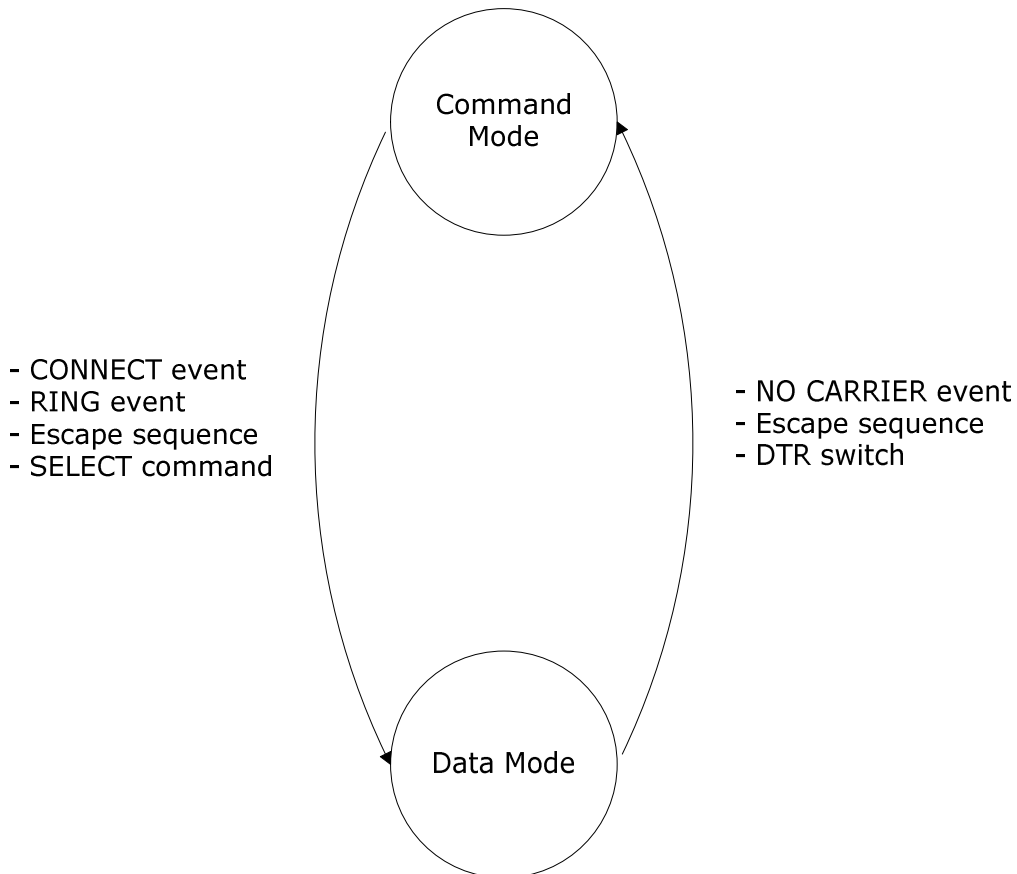 Command
Mode
- CONNECT event
- RING event
- Escape sequence
- SELECT command
- NO CARRIER event
- Escape sequence
- DTR switch
Data Mode